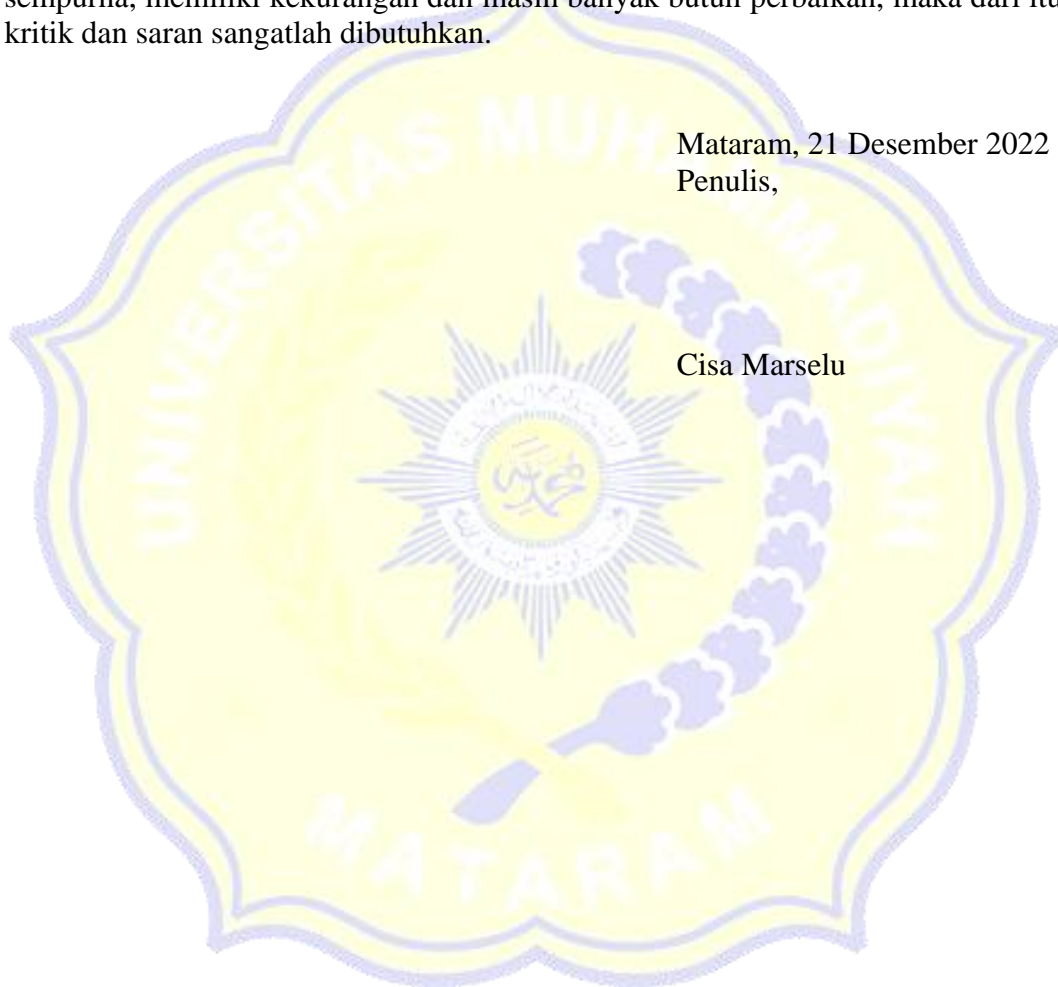 sempurna, memiliki kekurangan dan masih banyak butuh perbaikan, maka dari itu
kritik dan saran sangatlah dibutuhkan.
Mataram, 21 Desember 2022
Penulis,
Cisa Marselu
UNIVERSITAS MUHAMMADIYAH
محمد
MATARAM